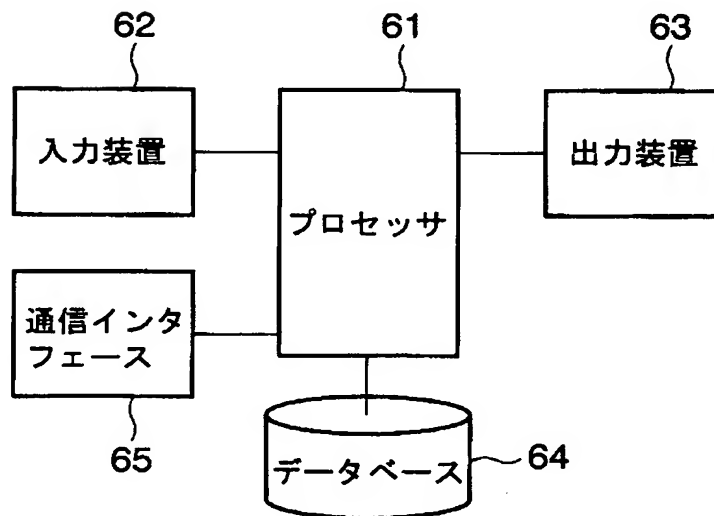 62
61
63
入力装置
プロセッサ
出力装置
通信インタ
フェース
65
データベース
64